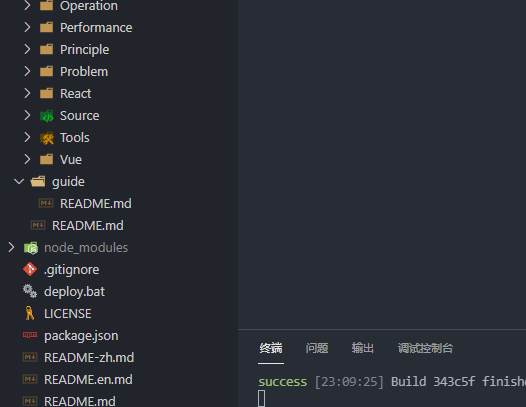 Operation
Performance
Principle
Problem
React
Source
Tools
Vue
guide
README.md
README.md
node_modules
.gitignore
deploy.bat
LICENSE
package.json
README-zh.md
README.en.md
README.md
终端 问题 输出 调试控制台
success [23:09:25] Build 343c5f finishe